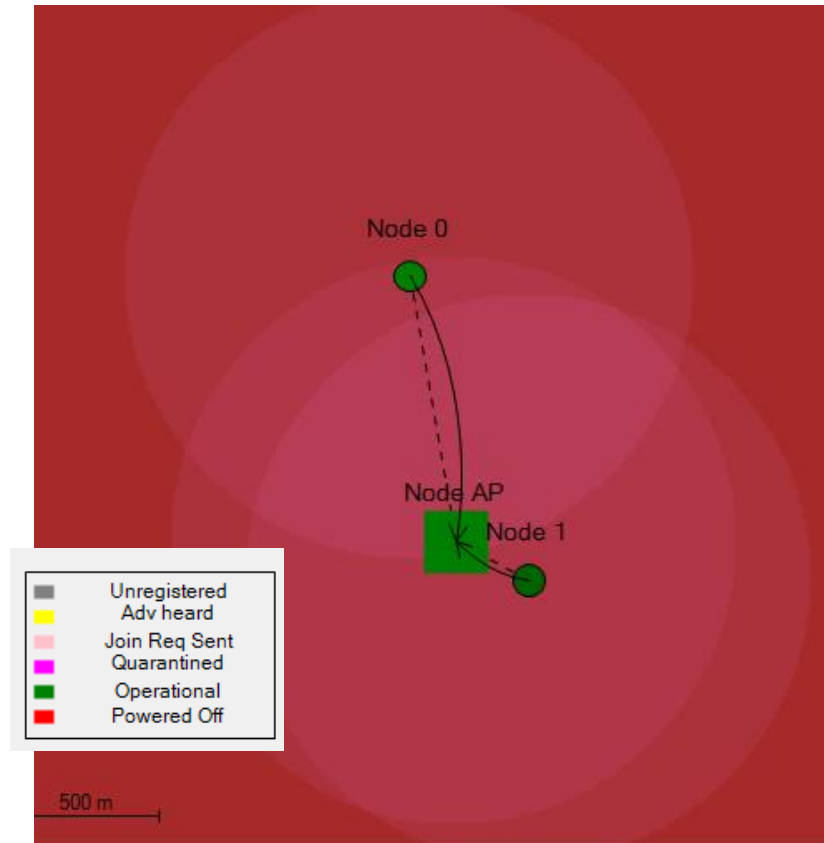 Node 0
Node AP
Node 1
Unregistered
Adv heard
Join Req Sent
Quarantined
Operational
Powered Off
500 m